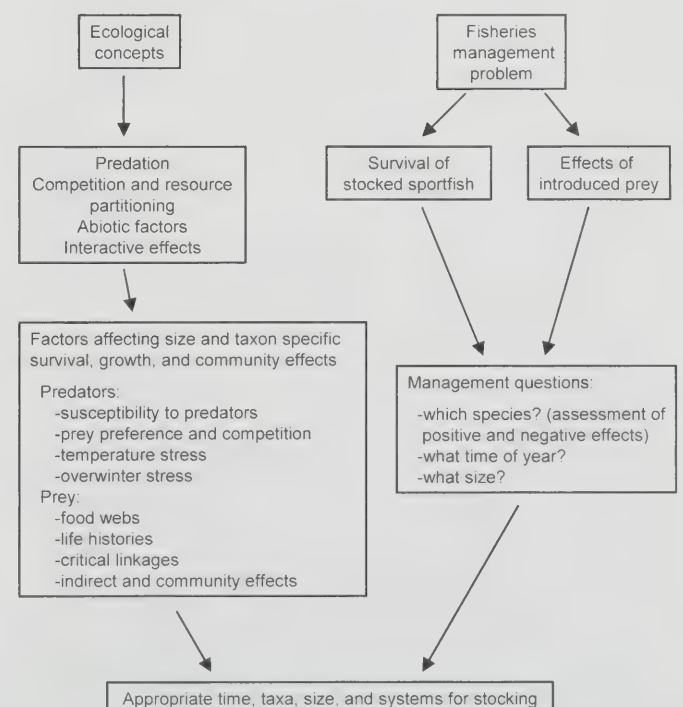 Ecological
concepts
Fisheries
management
problem
Predation
Competition and resource
partitioning
Abiotic factors
Interactive effects
Survival of
stocked sportfish
Effects of
introduced prey
Factors affecting size and taxon specific
survival, growth, and community effects
Predators:
-susceptibility to predators
-prey preference and competition
-temperature stress
-overwinter stress
Prey:
-food webs
-life histories
-critical linkages
-indirect and community effects
Management questions:
-which species? (assessment of
positive and negative effects)
-what time of year?
-what size?
Appropriate time, taxa, size, and systems for stocking